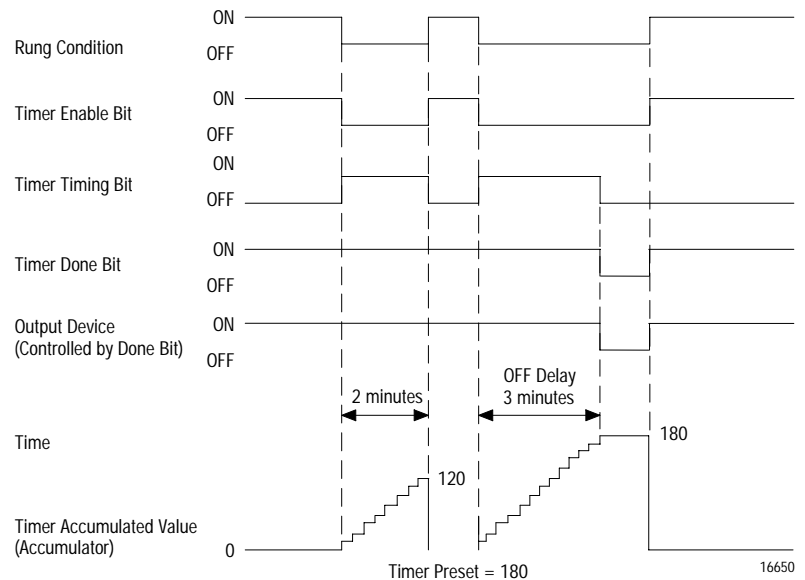 ON
Rung Condition
OFF
ON
Timer Enable Bit
OFF
ON
Timer Timing Bit
OFF
ON
Timer Done Bit
OFF
Output Device
(Controlled by Done Bit)
ON
OFF
2 minutes
OFF Delay
3 minutes
Time
180
120
Timer Accumulated Value
(Accumulator)
0
Timer Preset = 180
16650